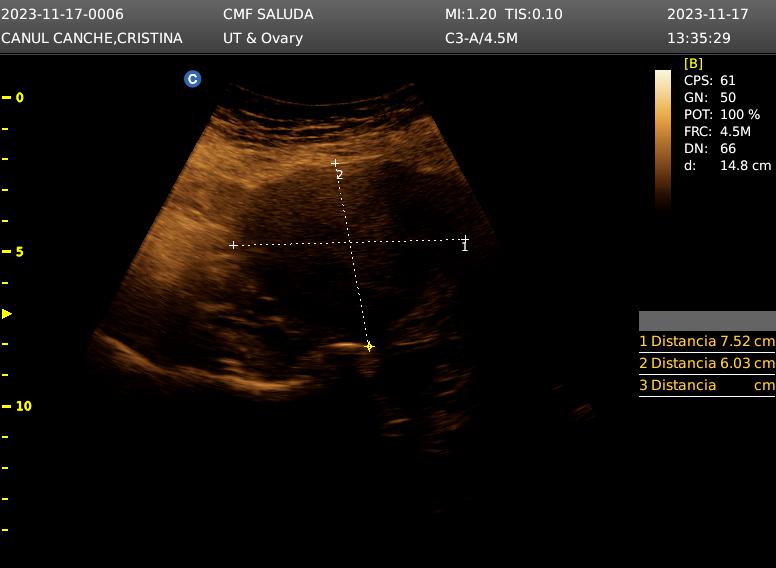 2023-11-17-0006 CMF SALUDA MI:1.20 TIS:0.10 2023-11-17
CANUL CANCHE,CRISTINA UT & Ovary C3-A/4.5M 13:35:29
[B]
C
CPS: 61
0
GN: 50
POT: 100 %
FRC: 4.5M
DN: 66
d: 14.8 cm
2
1
5
1 Distancia 7.52 cm
2 Distancia 6.03 cm
3 Distancia cm
10